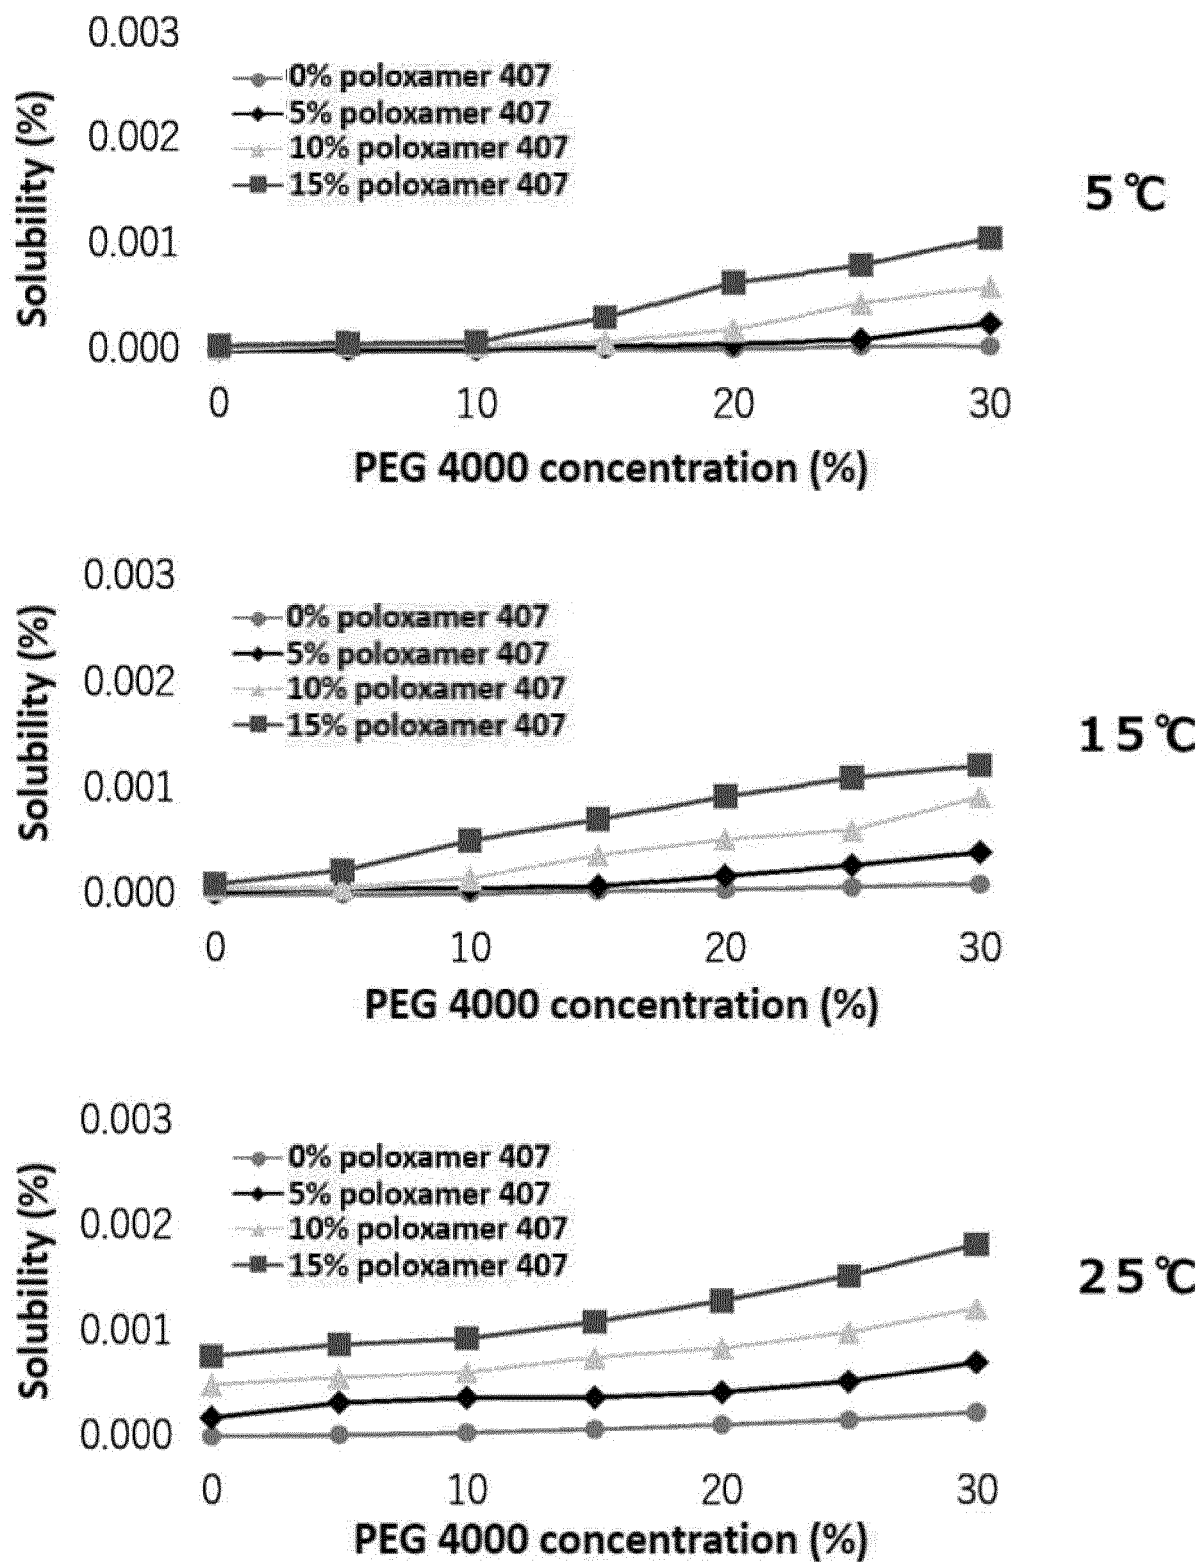 0.003
0% poloxamer 407
5% poloxamer 407
0.002
10% poloxamer 407
15% poloxamer 407
5℃
Solubility (%)
0.001
0.000
0 10 20 30
PEG 4000 concentration (%)
0.003
0% poloxamer 407
5% poloxamer 407
0.002
10% poloxamer 407
15% poloxamer 407
15℃
Solubility (%)
0.001
0.000
0 10 20 30
PEG 4000 concentration (%)
0.003
0% poloxamer 407
5% poloxamer 407
0.002
10% poloxamer 407
15% poloxamer 407
25℃
Solubility (%)
0.001
0.000
0 10 20 30
PEG 4000 concentration (%)